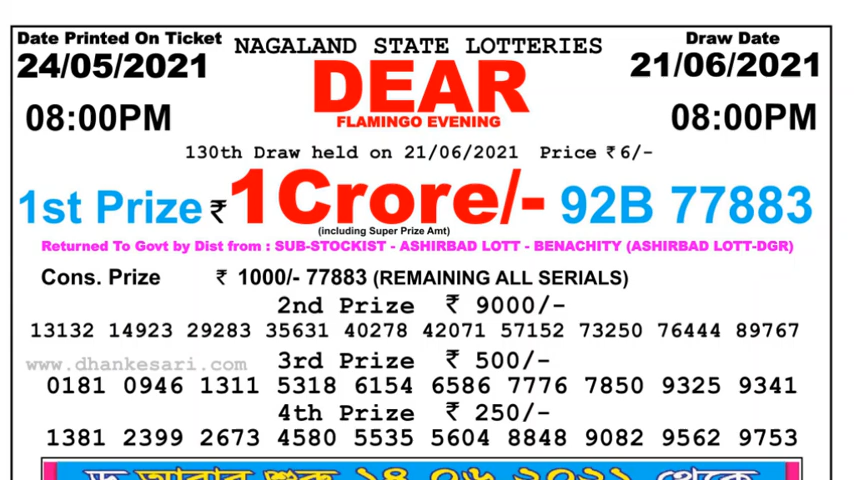 Date Printed On Ticket NAGALAND STATE LOTTERIES Draw Date
24/05/2021 DEAR 21/06/2021
08:00PM FLAMINGO EVENING 08:00PM
130th Draw held on 21/06/2021 Price ₹6/-
1st Prize ₹1Crore/- 92B 77883
(including Super Prize Amt)
Returned To Govt by Dist from : SUB-STOCKIST - ASHIRBAD LOTT - BENACHITY (ASHIRBAD LOTT-DGR)
Cons. Prize ₹ 1000/- 77883 (REMAINING ALL SERIALS)
2nd Prize ₹ 9000/-
13132 14923 29283 35631 40278 42071 57152 73250 76444 89767
www.dhankesari.com 3rd Prize ₹ 500/-
0181 0946 1311 5318 6154 6586 7776 7850 9325 9341
4th Prize ₹ 250/-
1381 2399 2673 4580 5535 5604 8848 9082 9562 9753
আবার শুরু ১৪.০৬.২০২১ থেকে